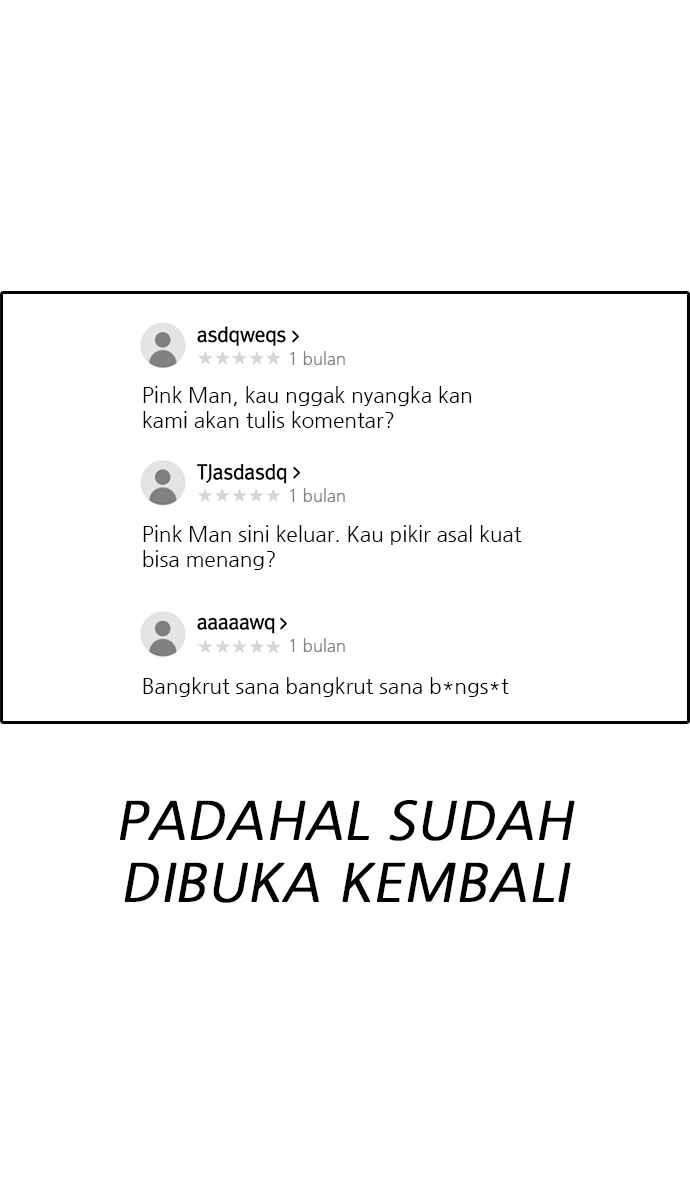 asdqweqs >
★★★★★ 1 bulan
Pink Man, kau nggak nyangka kan
kami akan tulis komentar?
TJasdasdq >
★★★★★ 1 bulan
Pink Man sini keluar. Kau pikir asal kuat
bisa menang?
aaaaawq >
★★★★★ 1 bulan
Bangkrut sana bangkrut sana b*ngs*t
PADAHAL SUDAH
DIBUKA KEMBALI